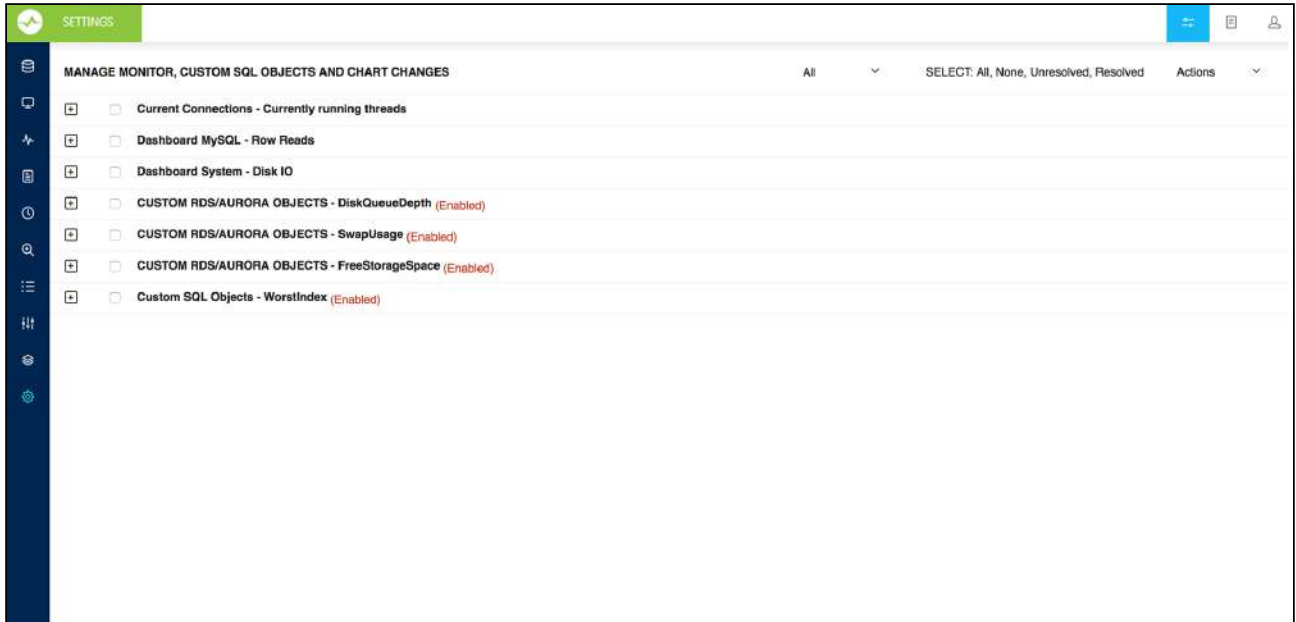 SETTINGS
MANAGE MONITOR, CUSTOM SQL OBJECTS AND CHART CHANGES All SELECT: All, None, Unresolved, Resolved Actions
Current Connections - Currently running threads
Dashboard MySQL - Row Reads
Dashboard System - Disk IO
CUSTOM RDS/AURORA OBJECTS - DiskQueueDepth (Enabled)
CUSTOM RDS/AURORA OBJECTS - SwapUsage (Enabled)
CUSTOM RDS/AURORA OBJECTS - FreeStorageSpace (Enabled)
Custom SQL Objects - WorstIndex (Enabled)